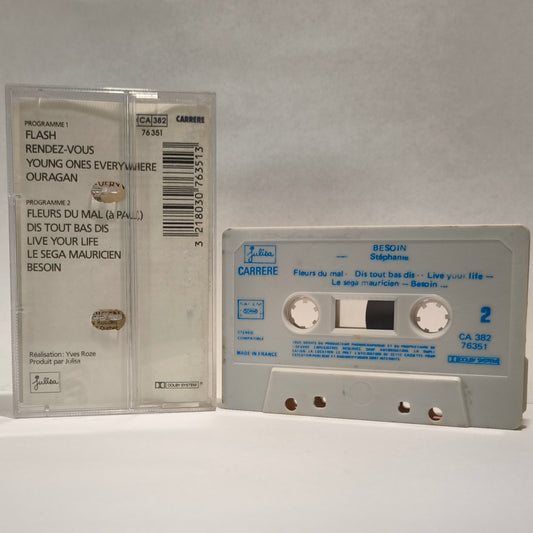 PROGRAMME 1
FLASH
RENDEZ-VOUS
YOUNG ONES EVERYWHERE
OURAGAN
PROGRAMME 2
FLEURS DU MAL (à PAUL)
DIS TOUT BAS DIS
LIVE YOUR LIFE
LE SEGA MAURICIEN
BESOIN
Réalisation : Yves Roze
Produit par Julisa
julisa
CA 382
76351
CARRERE
3 218030 763513
DOLBY SYSTEM
julisa
CARRERE
BESOIN
Stéphanie
Fleurs du mal - Dis tout bas dis -- Live your life --
Le sega mauricien -- Besoin
2
CA 382
76351
STEREO
COMPATIBLE
MADE IN FRANCE
DOLBY SYSTEM